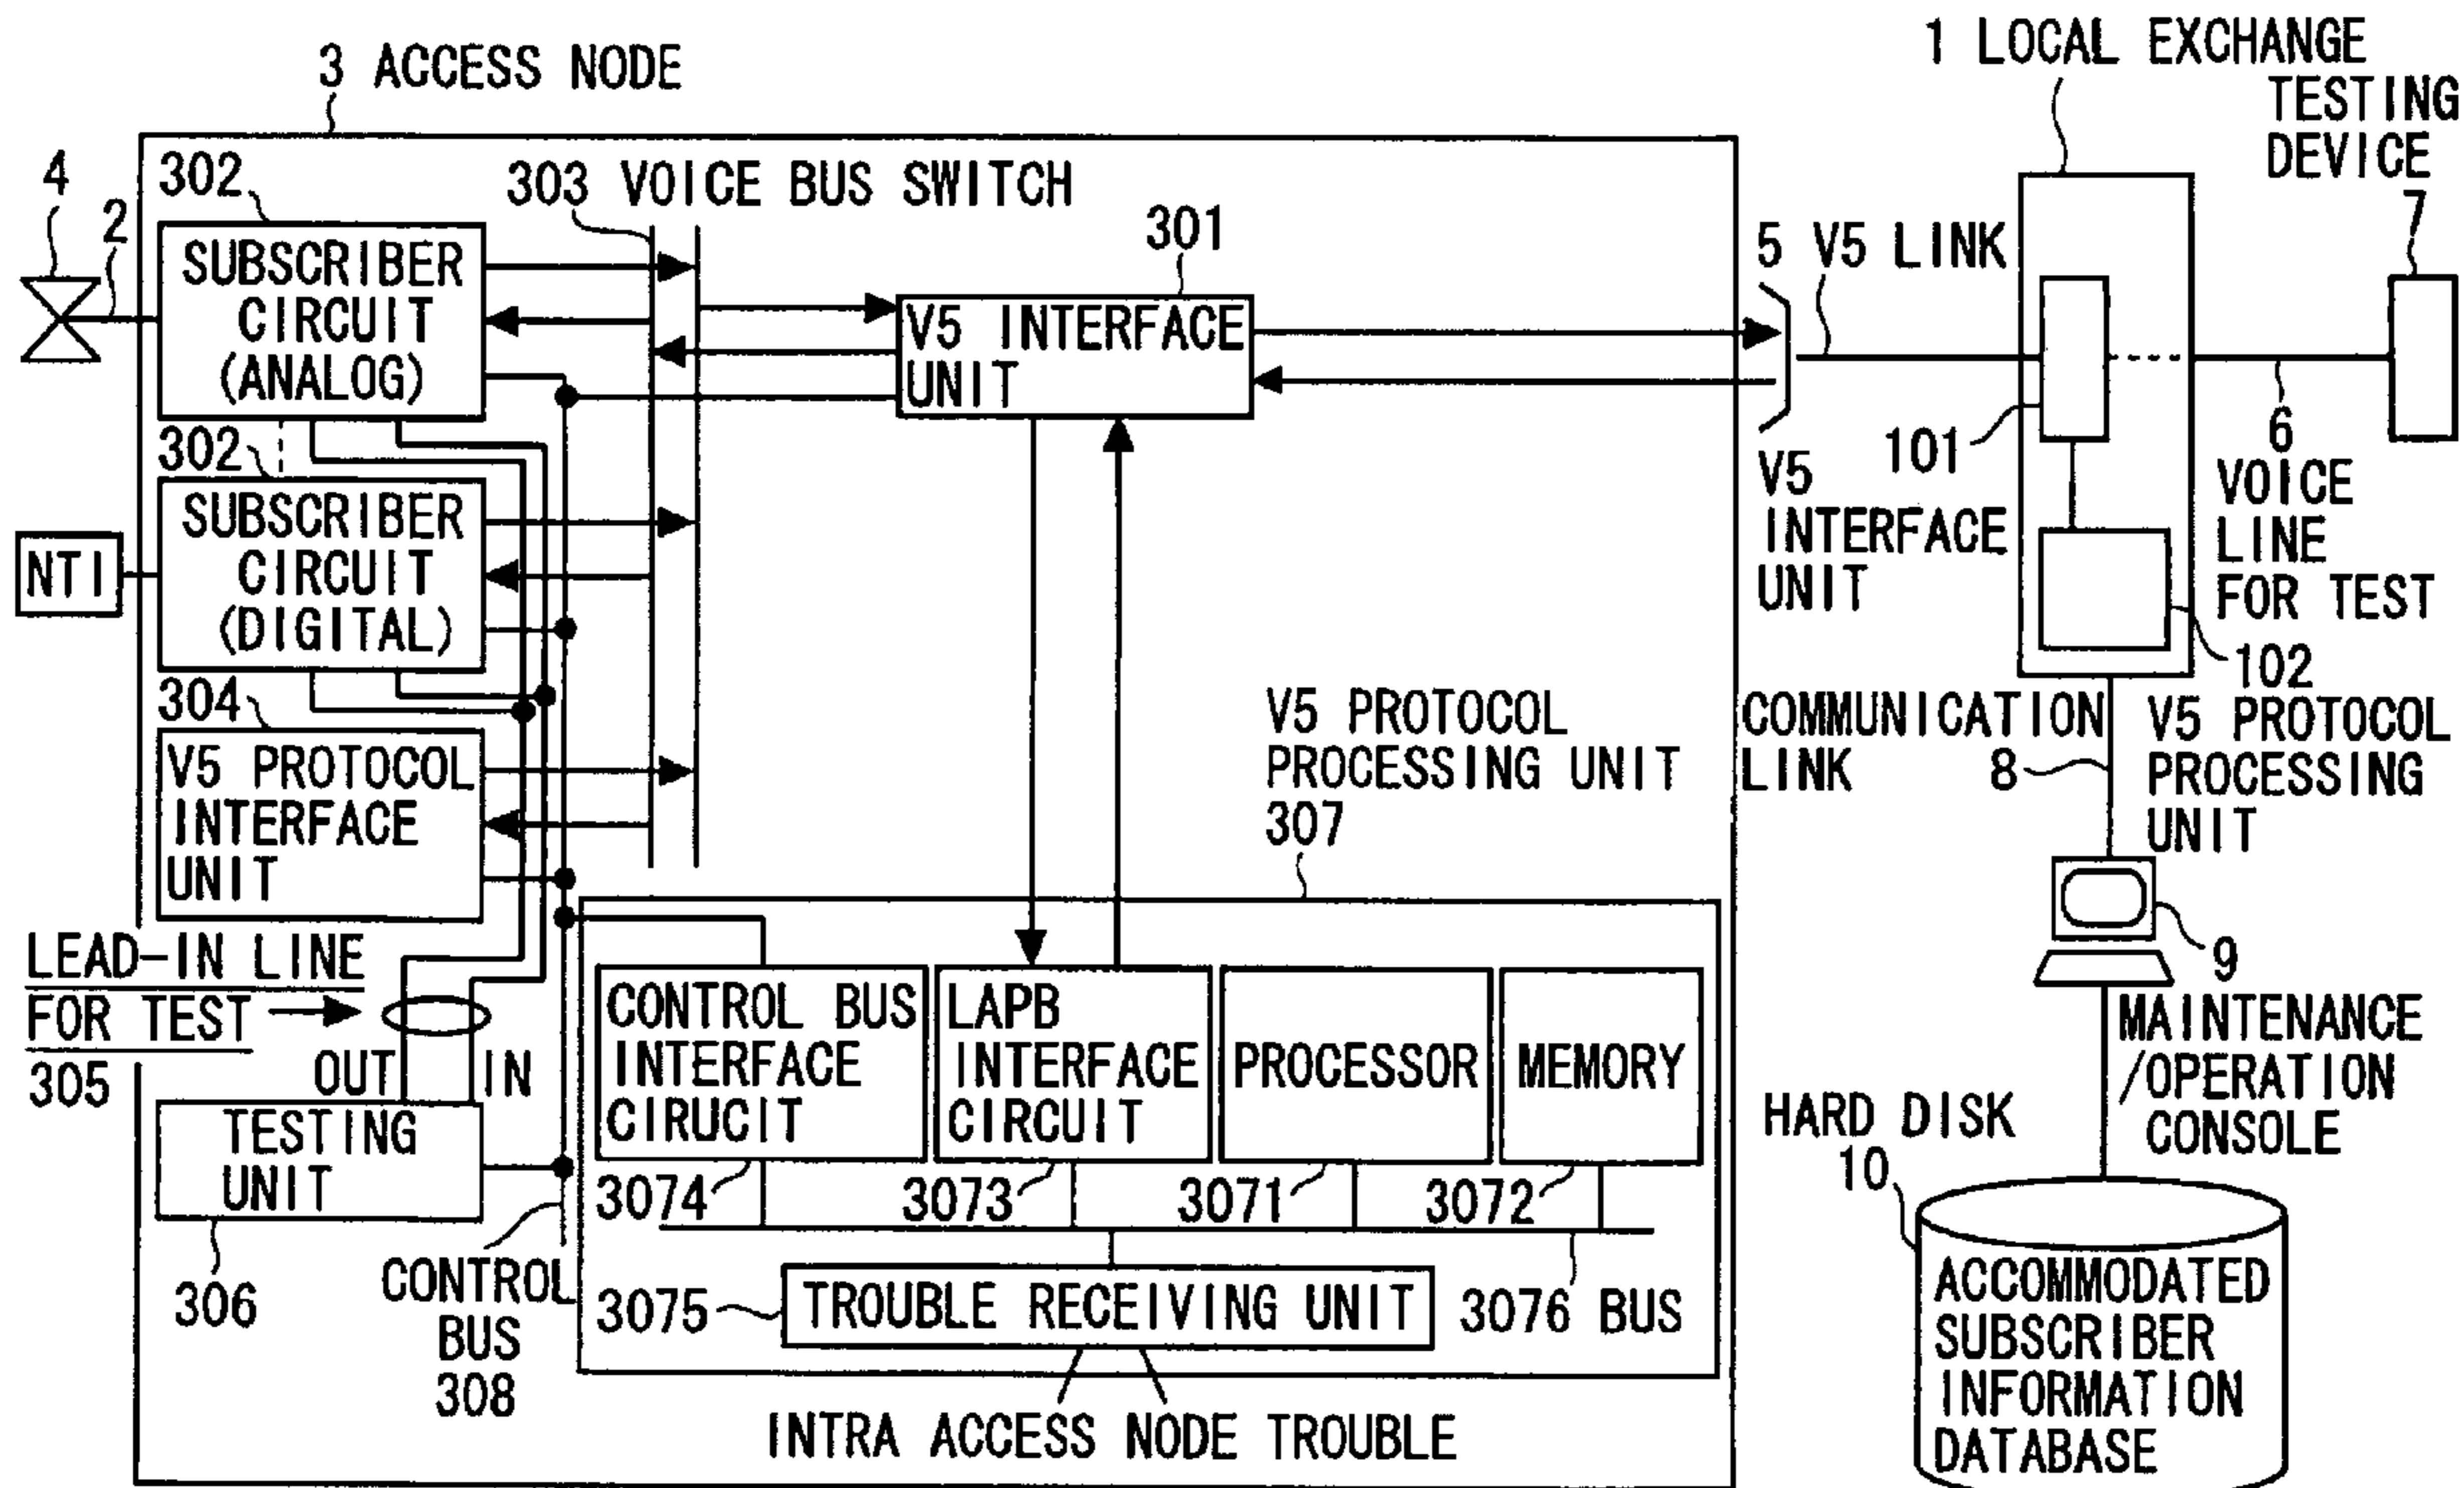 3 ACCESS NODE
1 LOCAL EXCHANGE
TESTING
DEVICE
7
4
2
302
303 VOICE BUS SWITCH
301
SUBSCRIBER
CIRCUIT
(ANALOG)
V5 INTERFACE
UNIT
5 V5 LINK
101
6
V5
INTERFACE
UNIT
VOICE
LINE
FOR TEST
302
SUBSCRIBER
CIRCUIT
(DIGITAL)
NTI
102
304
V5 PROTOCOL
INTERFACE
UNIT
V5 PROTOCOL
PROCESSING UNIT
307
COMMUNICATION
LINK
8
V5 PROTOCOL
PROCESSING
UNIT
9
MAINTENANCE
/OPERATION
CONSOLE
LEAD-IN LINE
FOR TEST
305
OUT
IN
TESTING
UNIT
306
CONTROL BUS
INTERFACE
CIRUCIT
LAPB
INTERFACE
CIRCUIT
PROCESSOR
MEMORY
3074
3073
3071
3072
CONTROL
BUS
308
3075
TROUBLE RECEIVING UNIT
3076 BUS
INTRA ACCESS NODE TROUBLE
HARD DISK
10
ACCOMMODATED
SUBSCRIBER
INFORMATION
DATABASE